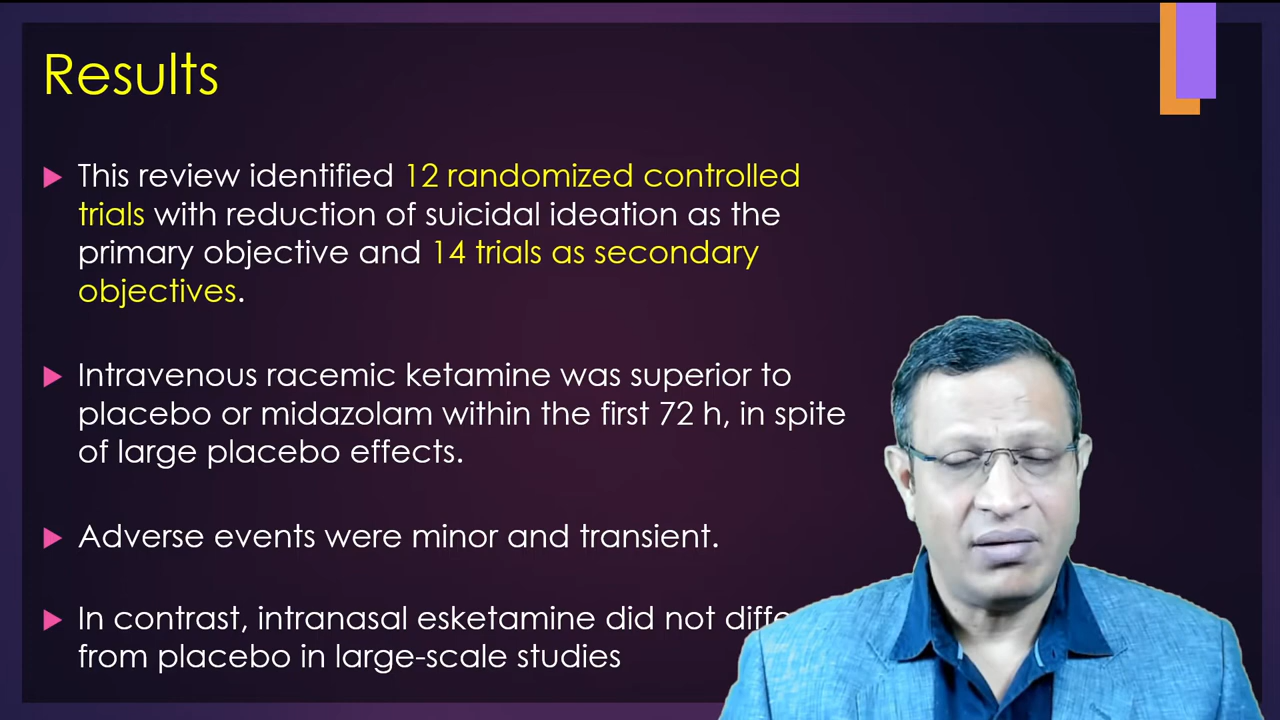 Results
This review identified 12 randomized controlled
trials with reduction of suicidal ideation as the
primary objective and 14 trials as secondary
objectives.
Intravenous racemic ketamine was superior to
placebo or midazolam within the first 72 h, in spite
of large placebo effects.
Adverse events were minor and transient.
In contrast, intranasal esketamine did not
from placebo in large-scale studies